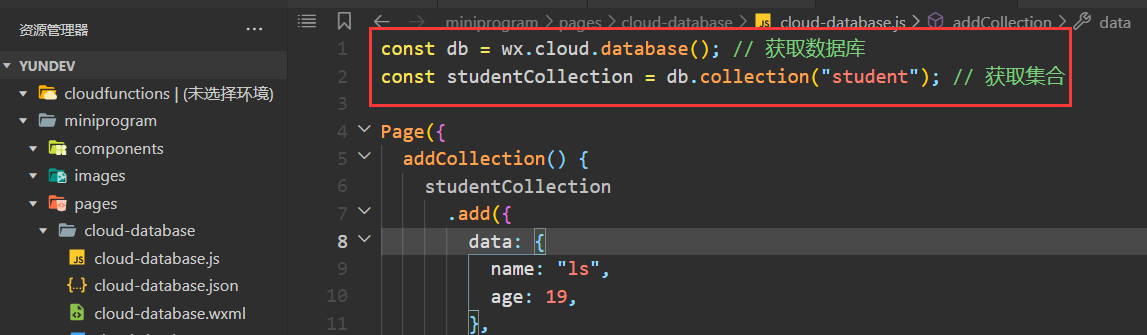 miniprogram > pages > cloud-database > JS cloud-database.js > addCollection > data
资源管理器 ...
YUNDEV
cloudfunctions | (未选择环境)
miniprogram
components
images
pages
cloud-database
JS cloud-database.js
{..} cloud-database.json
cloud-database.wxml
1 const db = wx.cloud.database(); // 获取数据库
2 const studentCollection = db.collection("student"); // 获取集合
3
4 Page({
5 addCollection() {
6 studentCollection
7 .add({
8 data: {
9 name: "ls",
10 age: 19,
11 },